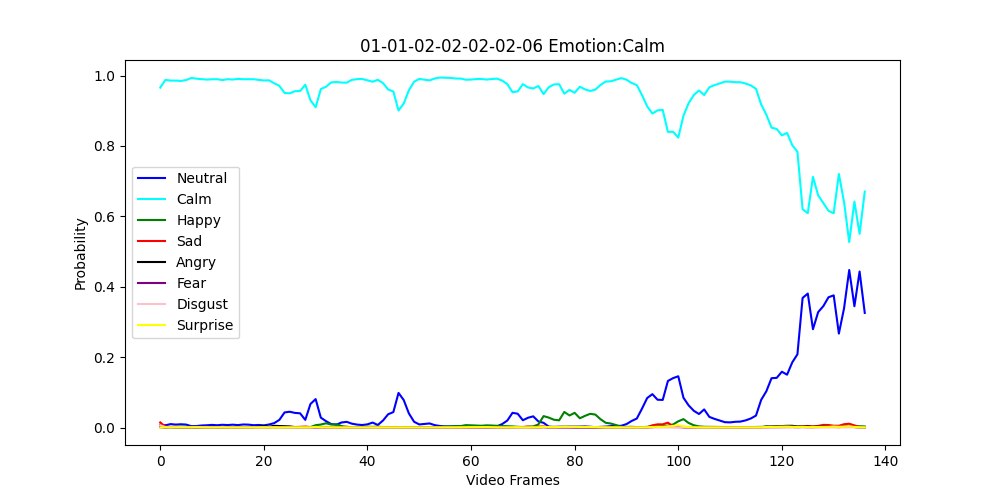 01-01-02-02-02-02-06 Emotion:Calm
1.0
0.8
0.6
0.4
0.2
0.0
Probability
Neutral
Calm
Happy
Sad
Angry
Fear
Disgust
Surprise
0 20 40 60 80 100 120 140
Video Frames